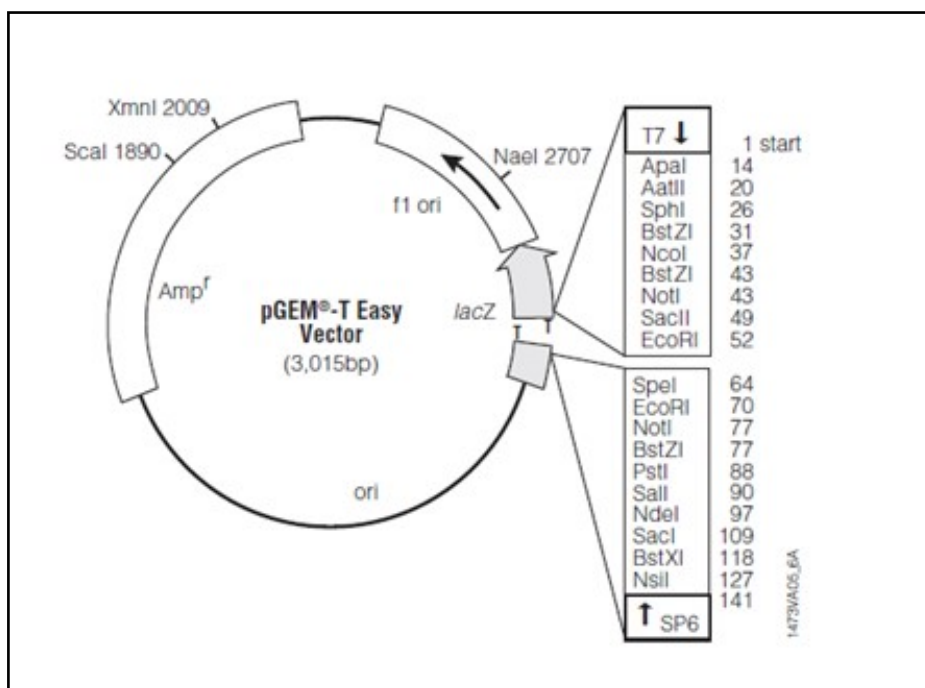 XmnI 2009
ScaI 1890
NaeI 2707
f1 ori
Ampʳ
pGEM®-T Easy
Vector
(3,015bp)
lacZ
T T
ori
T7 ↓ 1 start
ApaI 14
AatII 20
SphI 26
BstZI 31
NcoI 37
BstZI 43
NotI 43
SacII 49
EcoRI 52
SpeI 64
EcoRI 70
NotI 77
BstZI 77
PstI 88
SalI 90
NdeI 97
SacI 109
BstXI 118
NsiI 127
141
↑ SP6
1473VA05_6A